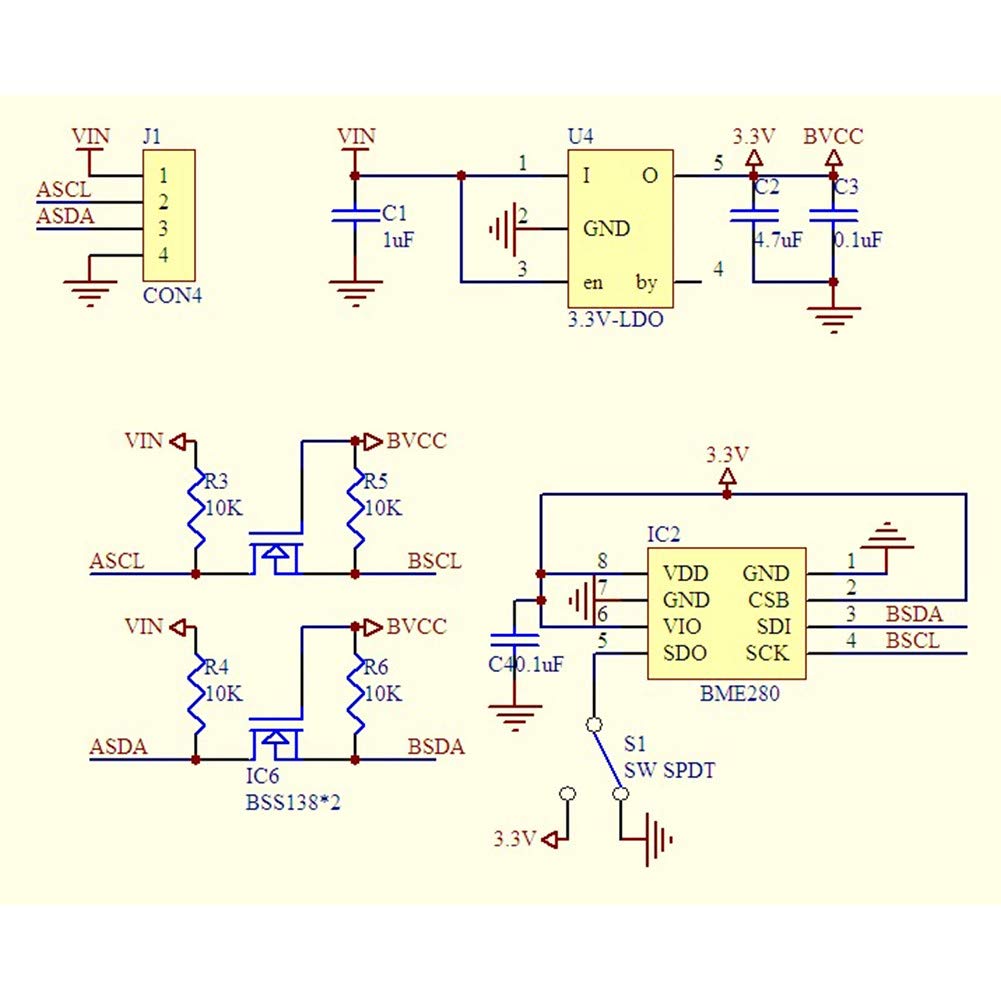 VIN
J1
1
ASCL
2
ASDA
3
4
CON4
VIN
C1
1uF
U4
1
I
O
5
2
GND
3
en
by
4
3.3V-LDO
3.3V
BVCC
C2
C3
4.7uF
0.1uF
VIN
BVCC
R3
10K
R5
10K
ASCL
BSCL
VIN
BVCC
R4
10K
R6
10K
ASDA
BSDA
IC6
BSS138*2
3.3V
IC2
8
VDD
GND
1
7
GND
CSB
2
6
VIO
SDI
3
BSDA
5
SDO
SCK
4
BSCL
C40.1uF
BME280
S1
SW SPDT
3.3V